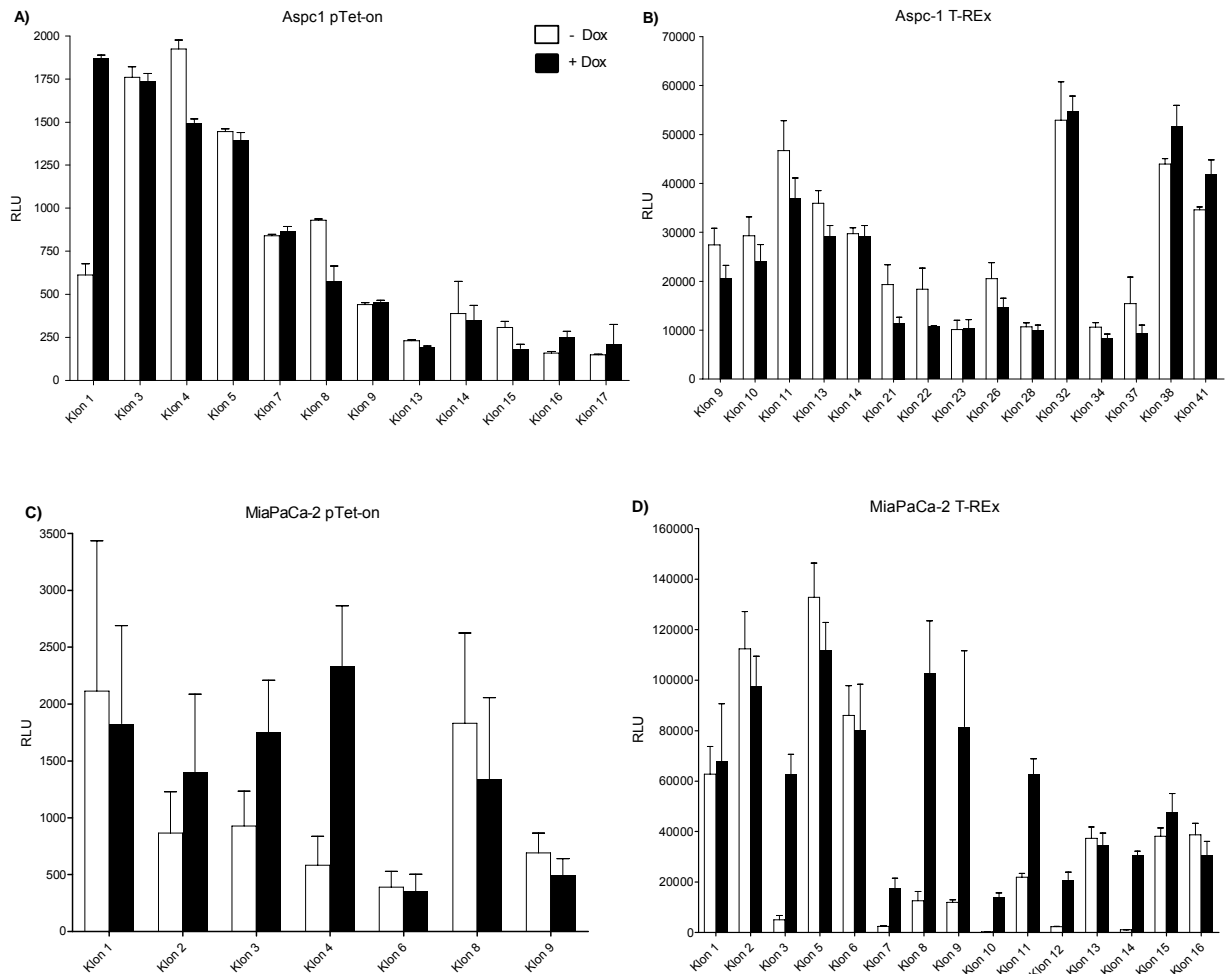 A)
Aspc1 pTet-on
- Dox
+ Dox
RLU
2000
1750
1500
1250
1000
750
500
250
0
Klon 1
Klon 3
Klon 4
Klon 5
Klon 7
Klon 8
Klon 9
Klon 13
Klon 14
Klon 15
Klon 16
Klon 17
B)
Aspc-1 T-REx
RLU
70000
60000
50000
40000
30000
20000
10000
0
Klon 9
Klon 10
Klon 11
Klon 13
Klon 14
Klon 21
Klon 22
Klon 23
Klon 26
Klon 28
Klon 32
Klon 34
Klon 37
Klon 38
Klon 41
C)
MiaPaCa-2 pTet-on
RLU
3500
3000
2500
2000
1500
1000
500
0
Klon 1
Klon 2
Klon 3
Klon 4
Klon 6
Klon 8
Klon 9
D)
MiaPaCa-2 T-REx
RLU
160000
140000
120000
100000
80000
60000
40000
20000
0
Klon 1
Klon 2
Klon 3
Klon 5
Klon 6
Klon 7
Klon 8
Klon 9
Klon 10
Klon 11
Klon 12
Klon 13
Klon 14
Klon 15
Klon 16